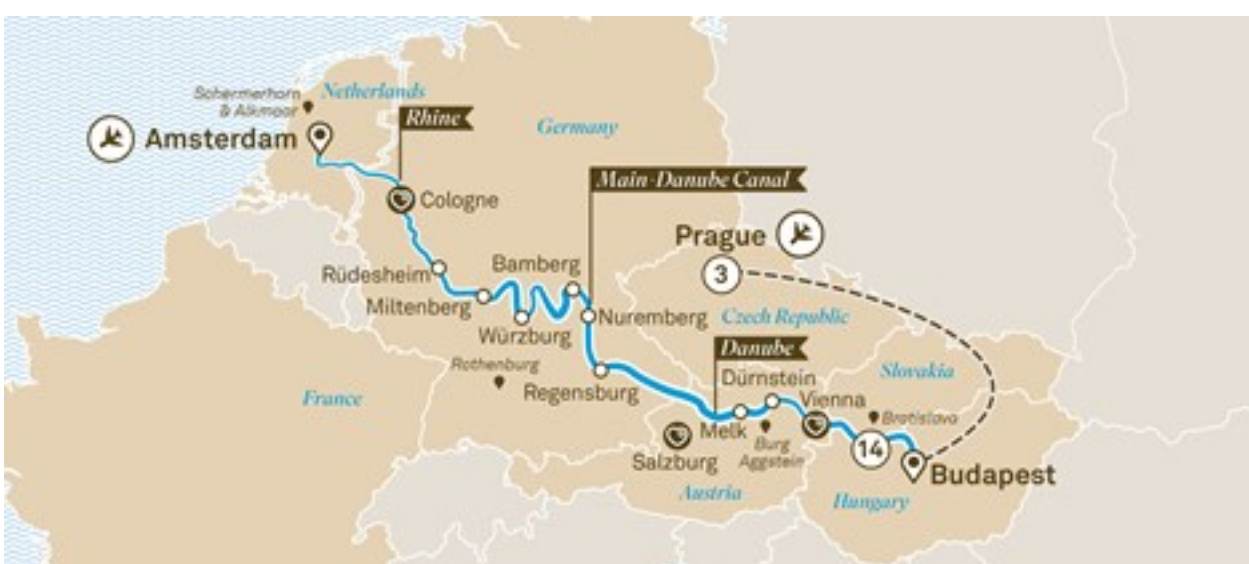 Schermerhorn
& Alkmaar
Netherlands
Amsterdam
Rhine
Germany
Cologne
Main-Danube Canal
Prague
3
Rüdesheim
Bamberg
Miltenberg
Würzburg
Nuremberg
Czech Republic
Rothenburg
Regensburg
Danube
Dürnstein
Slovakia
France
Vienna
Bratislava
Melk
Burg
Aggstein
Salzburg
14
Budapest
Austria
Hungary